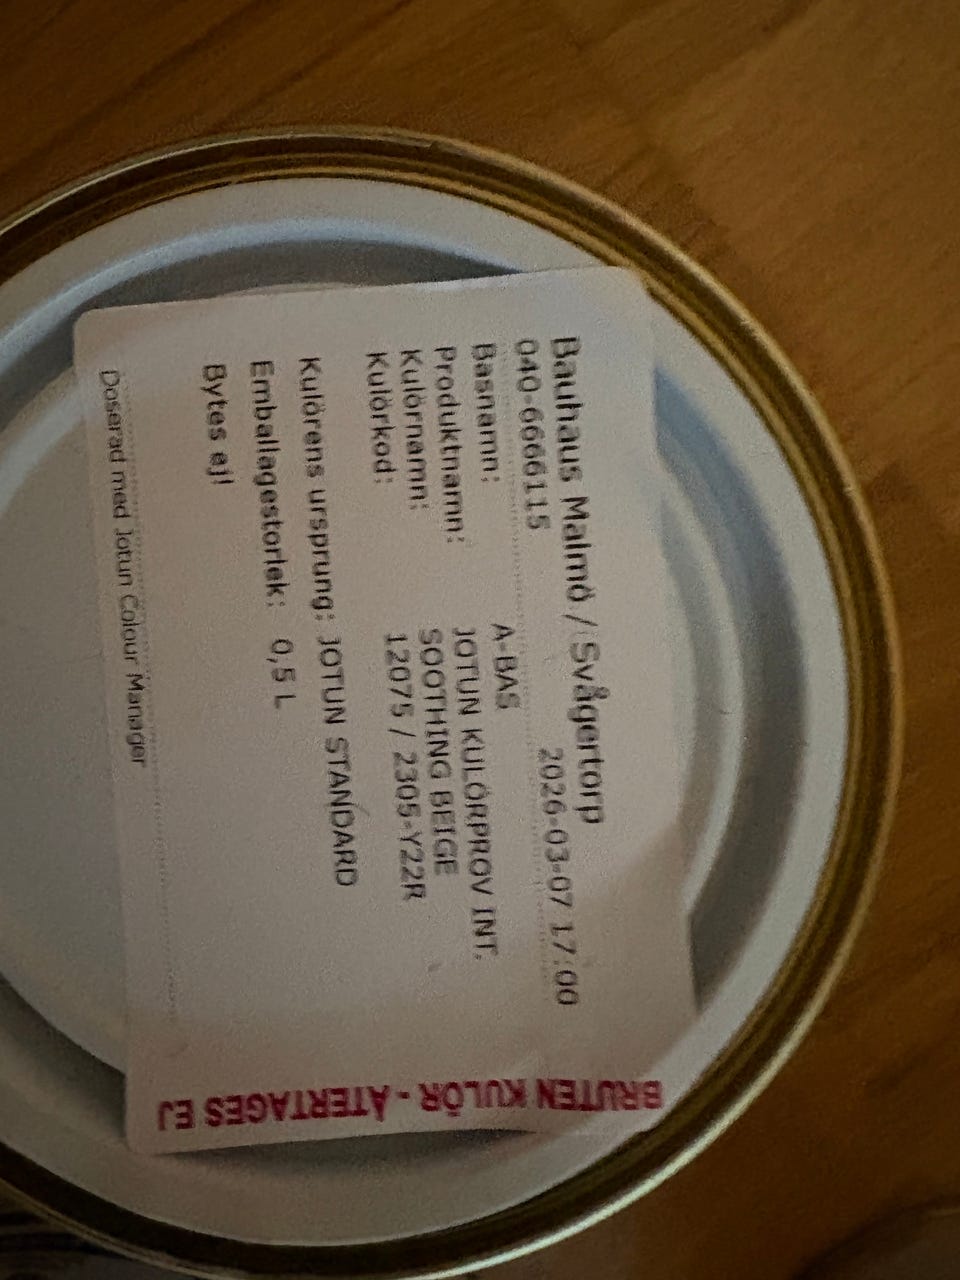 Bauhaus Malmö / Svågertorp
040-6666115 2026-03-07 17:00
Basnamn: A-BAS
Produktnamn: JOTUN KULÖRPROV INT.
Kulörnamn: SOOTHING BEIGE
Kulörkod: 12075 / 2305-Y22R
Kulörens ursprung: JOTUN STANDARD
Emballagestorlek: 0,5 L
Bytes ej!
Doserad med Jotun Colour Manager
BRUTEN KULÖR - ÅTERTAGES EJ